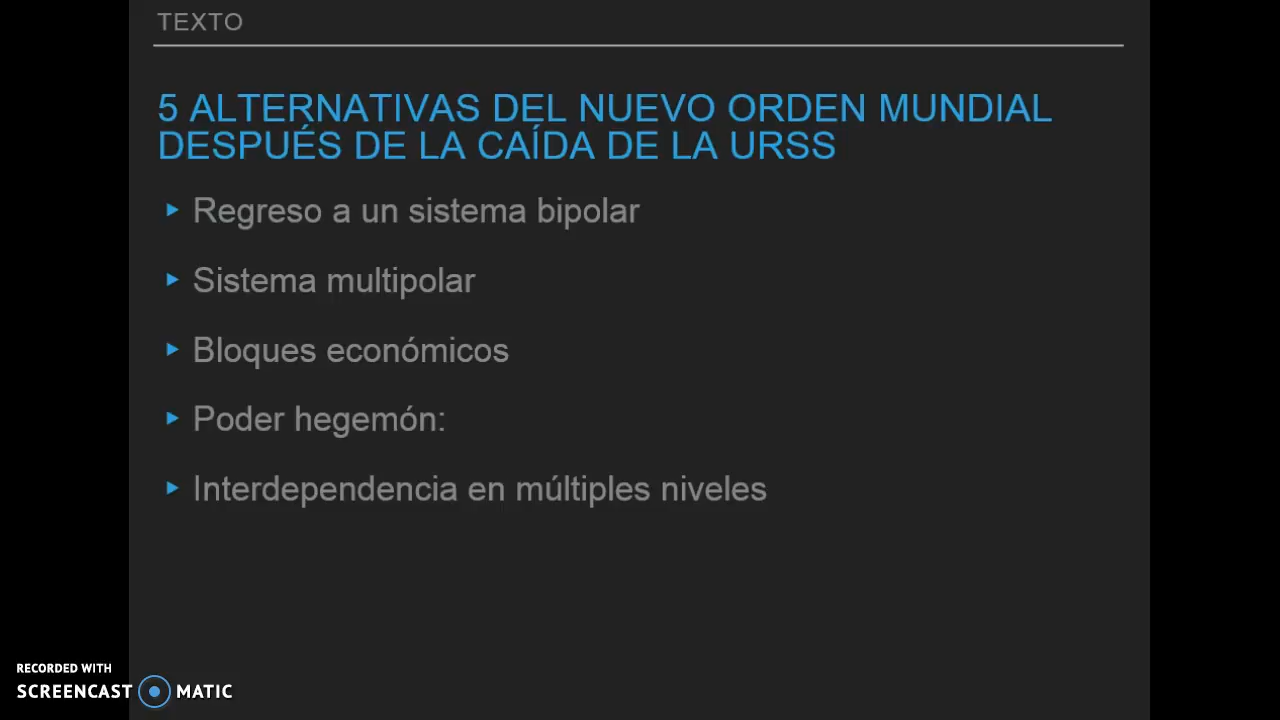 TEXTO
5 ALTERNATIVAS DEL NUEVO ORDEN MUNDIAL
DESPUÉS DE LA CAÍDA DE LA URSS
Regreso a un sistema bipolar
Sistema multipolar
Bloques económicos
Poder hegemón:
Interdependencia en múltiples niveles
RECORDED WITH
SCREENCAST MATIC